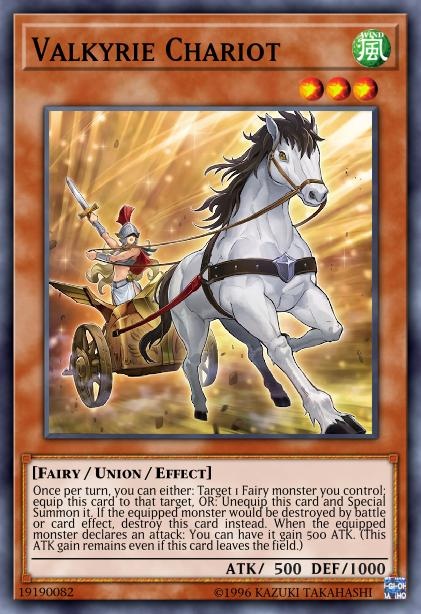 VALKYRIE CHARIOT
WIND
風
[FAIRY / UNION / EFFECT]
Once per turn, you can either: Target 1 Fairy monster you control;
equip this card to that target, OR: Unequip this card and Special
Summon it. If the equipped monster would be destroyed by battle
or card effect, destroy this card instead. When the equipped
monster declares an attack: You can have it gain 500 ATK. (This
ATK gain remains even if this card leaves the field.)
ATK/ 500 DEF/1000
19190082
©1996 KAZUKI TAKAHASHI